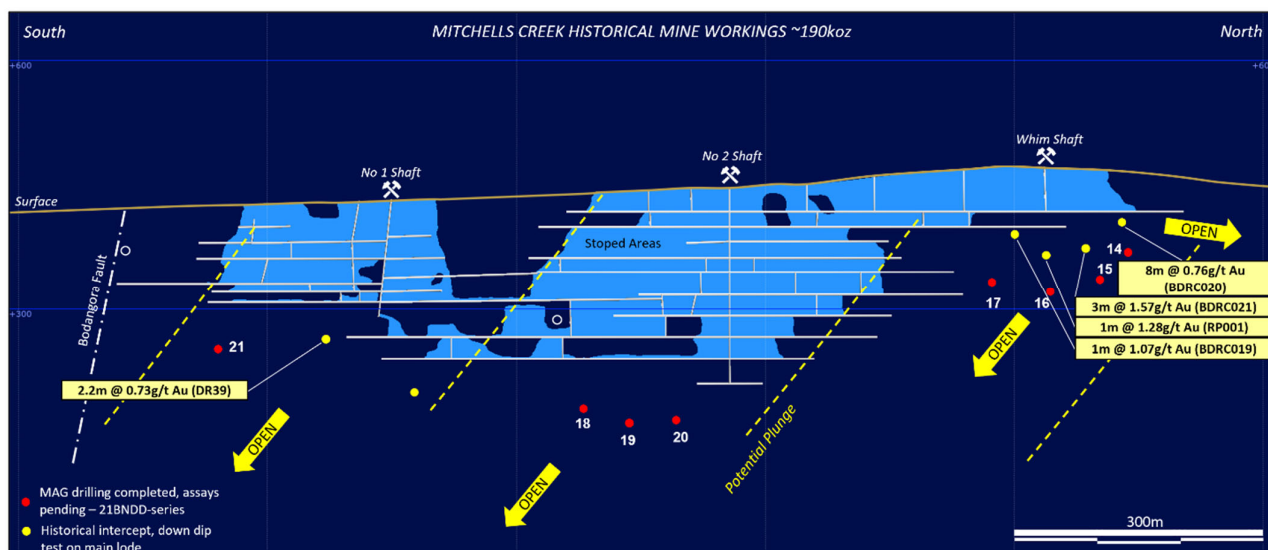 South
MITCHELLS CREEK HISTORICAL MINE WORKINGS ~190koz
North
+600
+60
Whim Shaft
No 2 Shaft
No 1 Shaft
Surface
Stoped Areas
OPEN
14
8m @ 0.76g/t Au
(BDRC020)
15
17
16
3m @ 1.57g/t Au (BDRC021)
1m @ 1.28g/t Au (RP001)
1m @ 1.07g/t Au (BDRC019)
Bodangora Fault
+300
21
OPEN
2.2m @ 0.73g/t Au (DR39)
18
19
20
Potential Plunge
OPEN
OPEN
MAG drilling completed, assays
pending – 21BNDD-series
Historical intercept, down dip
test on main lode
300m